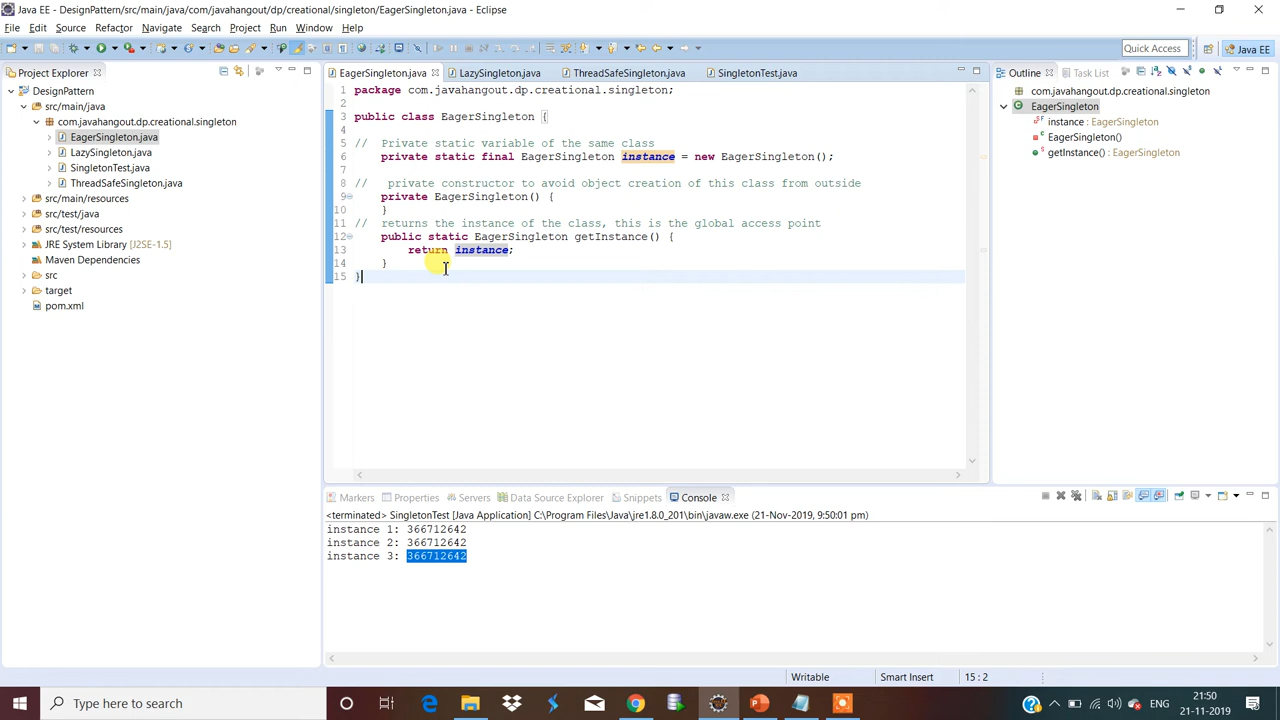 Java EE - DesignPattern/src/main/java/com/javahangout/dp/creational/singleton/EagerSingleton.java - Eclipse
File Edit Source Refactor Navigate Search Project Run Window Help
Quick Access
Java EE
Project Explorer
DesignPattern
src/main/java
com.javahangout.dp.creational.singleton
EagerSingleton.java
LazySingleton.java
SingletonTest.java
ThreadSafeSingleton.java
src/main/resources
src/test/java
src/test/resources
JRE System Library [J2SE-1.5]
Maven Dependencies
src
target
pom.xml
EagerSingleton.java LazySingleton.java ThreadSafeSingleton.java SingletonTest.java
1 package com.javahangout.dp.creational.singleton;
2
3 public class EagerSingleton {
4
5 // Private static variable of the same class
6 private static final EagerSingleton instance = new EagerSingleton();
7
8 // private constructor to avoid object creation of this class from outside
9 private EagerSingleton() {
10 }
11 // returns the instance of the class, this is the global access point
12 public static EagerSingleton getInstance() {
13 return instance;
14 }
15 }
Outline Task List
com.javahangout.dp.creational.singleton
EagerSingleton
instance : EagerSingleton
EagerSingleton()
getInstance() : EagerSingleton
Markers Properties Servers Data Source Explorer Snippets Console
<terminated> SingletonTest [Java Application] C:\Program Files\Java\jre1.8.0_201\bin\javaw.exe (21-Nov-2019, 9:50:01 pm)
instance 1: 366712642
instance 2: 366712642
instance 3: 366712642
Writable Smart Insert 15 : 2
Type here to search
ENG
21:50
21-11-2019